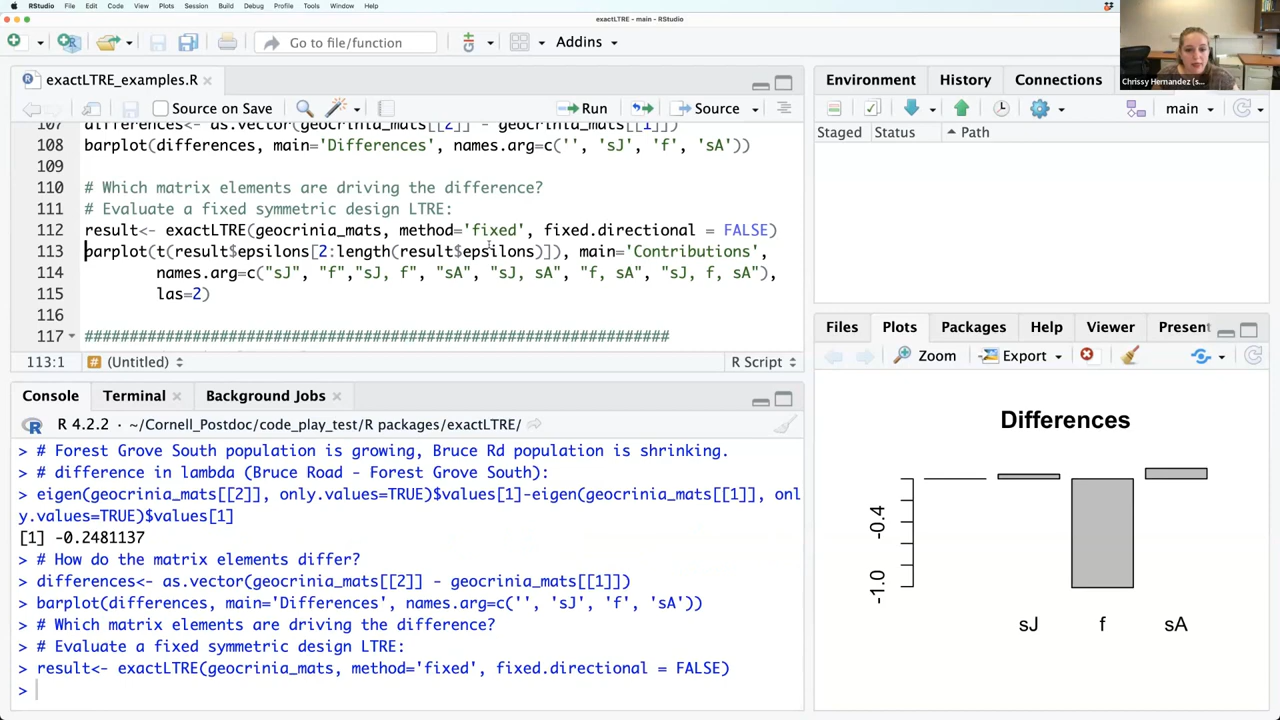 RStudio File Edit Code View Plots Session Build Debug Profile Tools Window Help
exactLTRE - main - RStudio
Go to file/function Addins
Chrissy Hernandez (s...
exactLTRE_examples.R
Source on Save Run Source
107 differences<- as.vector(geocrinia_mats[[2]] - geocrinia_mats[[1]])
108 barplot(differences, main='Differences', names.arg=c('', 'sJ', 'f', 'sA'))
109
110 # Which matrix elements are driving the difference?
111 # Evaluate a fixed symmetric design LTRE:
112 result<- exactLTRE(geocrinia_mats, method='fixed', fixed.directional = FALSE)
113 barplot(t(result$epsilons[2:length(result$epsilons)]), main='Contributions',
114 names.arg=c("sJ", "f","sJ, f", "sA", "sJ, sA", "f, sA", "sJ, f, sA"),
115 las=2)
116
117 #################################################################
113:1 # (Untitled) R Script
Console Terminal Background Jobs
R 4.2.2 · ~/Cornell_Postdoc/code_play_test/R packages/exactLTRE/
> # Forest Grove South population is growing, Bruce Rd population is shrinking.
> # difference in lambda (Bruce Road - Forest Grove South):
> eigen(geocrinia_mats[[2]], only.values=TRUE)$values[1]-eigen(geocrinia_mats[[1]], onl
y.values=TRUE)$values[1]
[1] -0.2481137
> # How do the matrix elements differ?
> differences<- as.vector(geocrinia_mats[[2]] - geocrinia_mats[[1]])
> barplot(differences, main='Differences', names.arg=c('', 'sJ', 'f', 'sA'))
> # Which matrix elements are driving the difference?
> # Evaluate a fixed symmetric design LTRE:
> result<- exactLTRE(geocrinia_mats, method='fixed', fixed.directional = FALSE)
>
Environment History Connections
main
Staged Status Path
Files Plots Packages Help Viewer Present
Zoom Export
Differences
-0.4
-1.0
sJ f sA